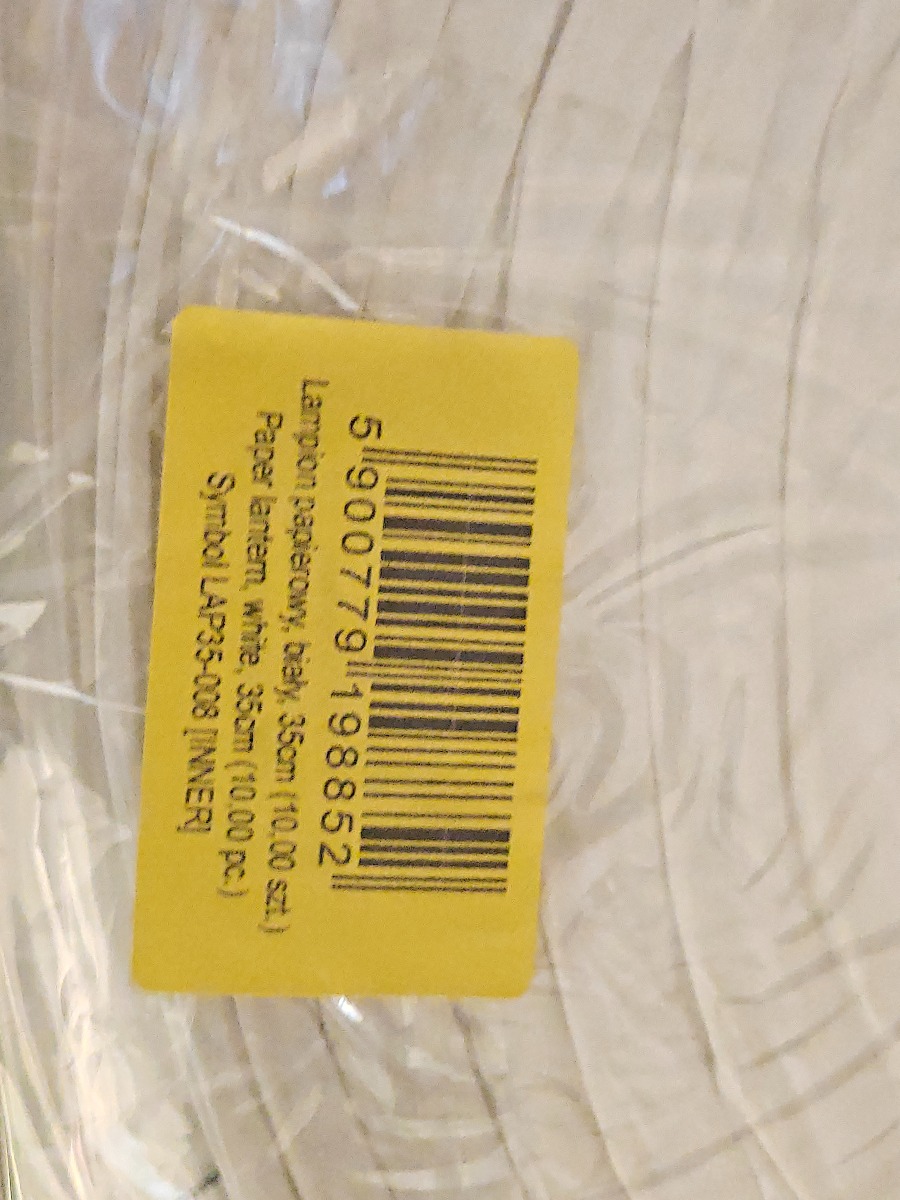 5 900779 198852
Lampion papierowy, biały, 35cm (10.00 szt.)
Paper lantern, white, 35cm (10.00 pc.)
Symbol LAP35-008 [INNER]